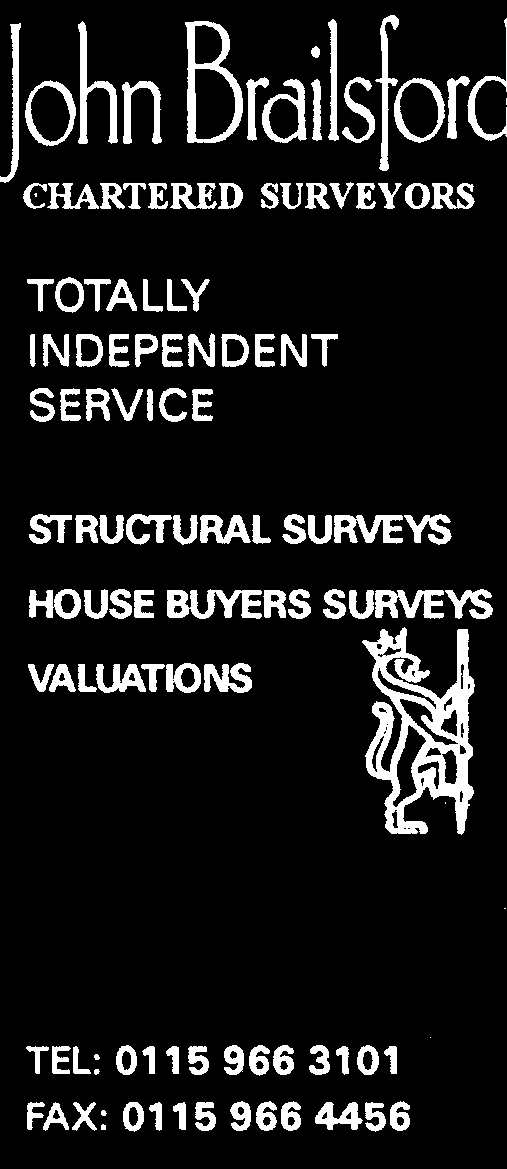 John Brailsford
CHARTERED SURVEYORS
TOTALLY
INDEPENDENT
SERVICE
STRUCTURAL SURVEYS
HOUSE BUYERS SURVEYS
VALUATIONS
TEL: 0115 966 3101
FAX: 0115 966 4456